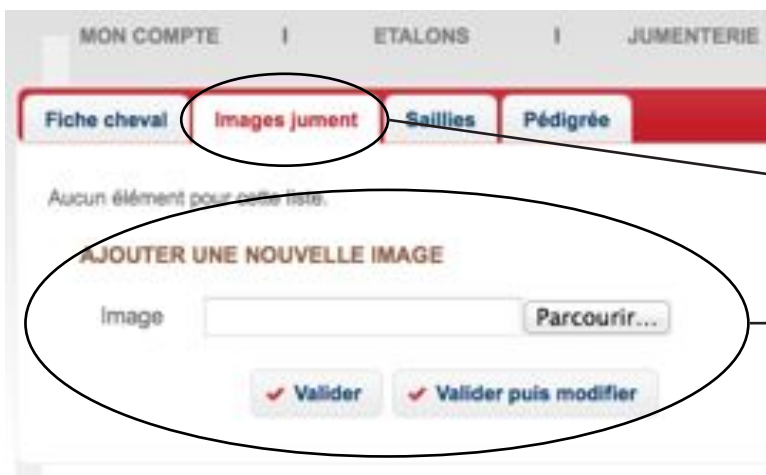 MON COMPTE I ETALONS I JUMENTERIE
Fiche cheval Images jument Saillies Pédigrée
Aucun élément pour cette liste.
AJOUTER UNE NOUVELLE IMAGE
Image Parcourir...
Valider Valider puis modifier